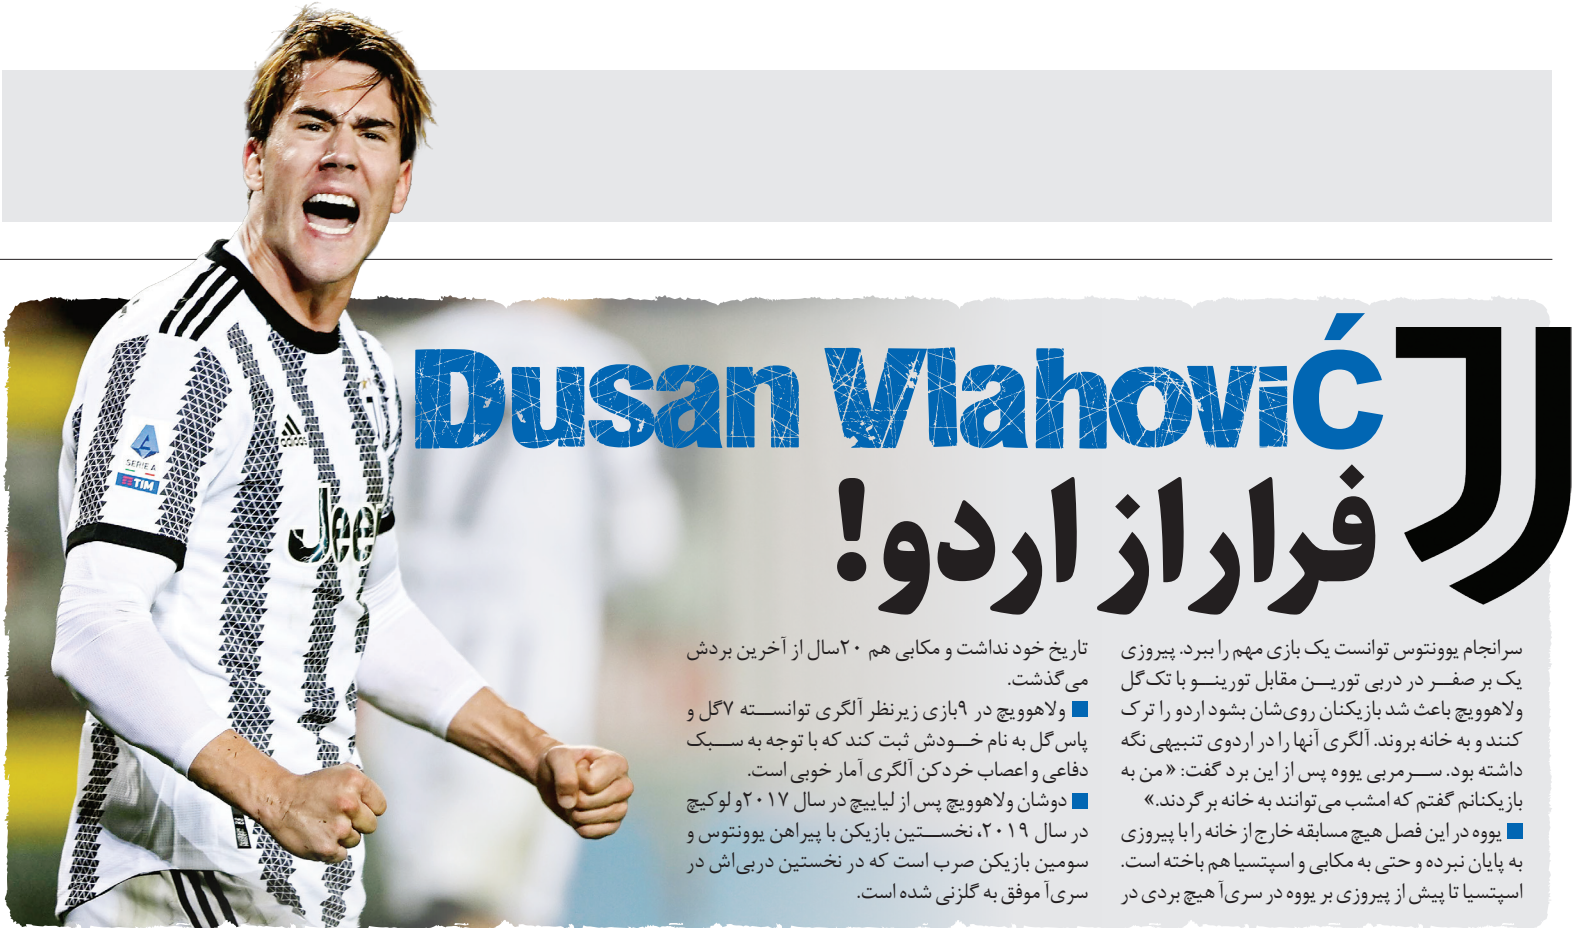 Dusan Vlahović
فرار از اردو!
سرانجام یوونتوس توانست یک بازی مهم را ببرد. پیروزی
یک بر صفر در دربی تورین مقابل تورینو با تک‌گل
ولاهوویچ باعث شد بازیکنان روی‌شان بشود اردو را ترک
کنند و به خانه بروند. آلگری آنها را در اردوی تنبیهی نگه
داشته بود. سرمربی یووه پس از این برد گفت: «من به
بازیکنانم گفتم که امشب می‌توانند به خانه برگردند.»
یووه در این فصل هیچ مسابقه خارج از خانه را با پیروزی
به پایان نبرده و حتی به مکابی و اسپتسیا هم باخته است.
اسپتسیا تا پیش از پیروزی بر یووه در سری‌آ هیچ بردی در
تاریخ خود نداشت و مکابی هم ۲۰سال از آخرین بردش
می‌گذشت.
ولاهوویچ در ۹بازی زیرنظر آلگری توانسته ۷گل و
پاس‌گل به نام خودش ثبت کند که با توجه به سبک
دفاعی و اعصاب خردکن آلگری آمار خوبی است.
دوشان ولاهوویچ پس از لیاییچ در سال ۲۰۱۷و لوکیچ
در سال ۲۰۱۹، نخستین بازیکن با پیراهن یوونتوس و
سومین بازیکن صرب است که در نخستین دربی‌اش در
سری‌آ موفق به گلزنی شده است.
adidas
SERIE A
TIM
Jeep